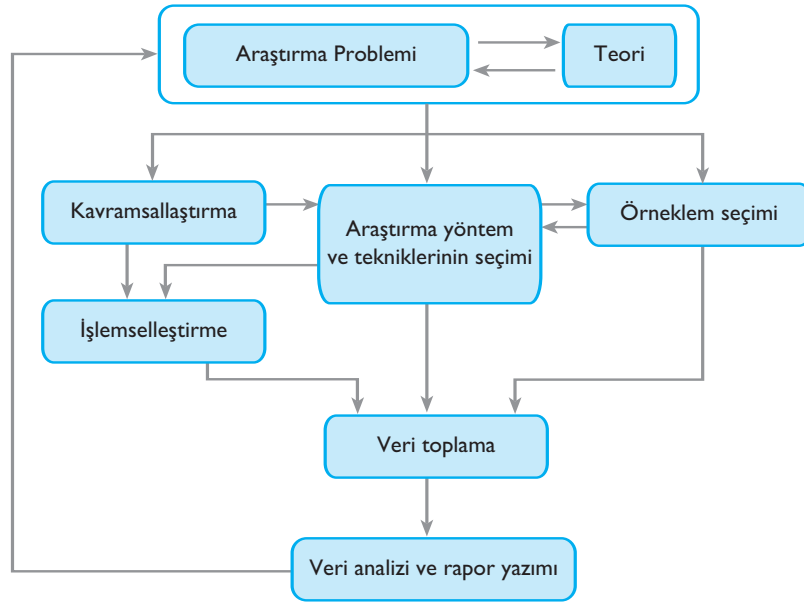 Araştırma Problemi
Teori
Kavramsallaştırma
Araştırma yöntem
ve tekniklerinin seçimi
Örneklem seçimi
İşlemselleştirme
Veri toplama
Veri analizi ve rapor yazımı